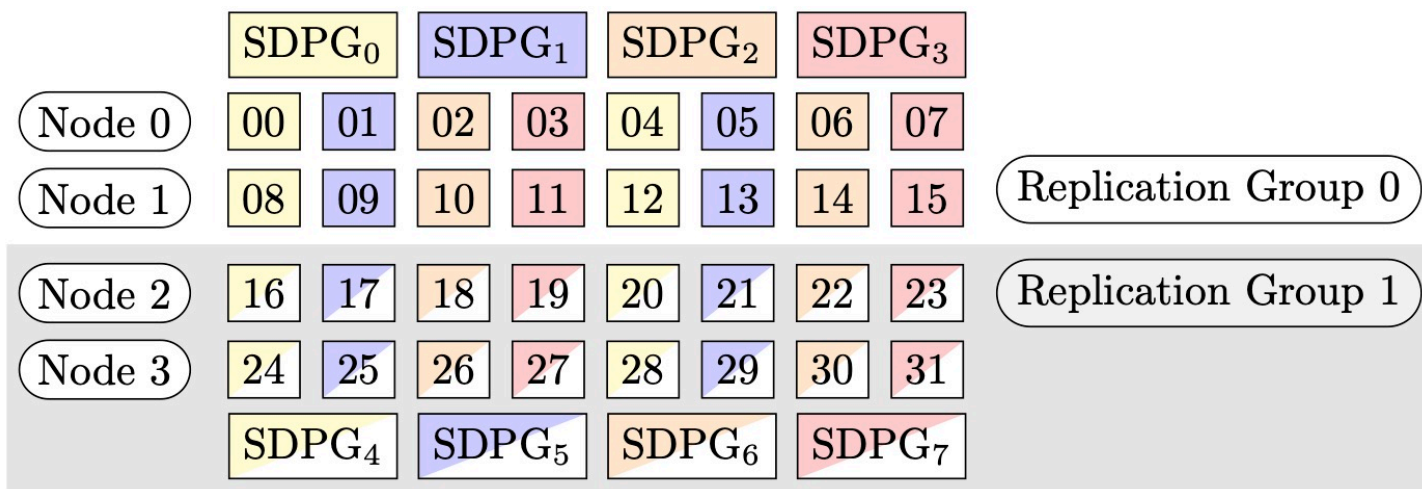 SDPG₀ SDPG₁ SDPG₂ SDPG₃
Node 0 00 01 02 03 04 05 06 07
Node 1 08 09 10 11 12 13 14 15 Replication Group 0
Node 2 16 17 18 19 20 21 22 23 Replication Group 1
Node 3 24 25 26 27 28 29 30 31
SDPG₄ SDPG₅ SDPG₆ SDPG₇